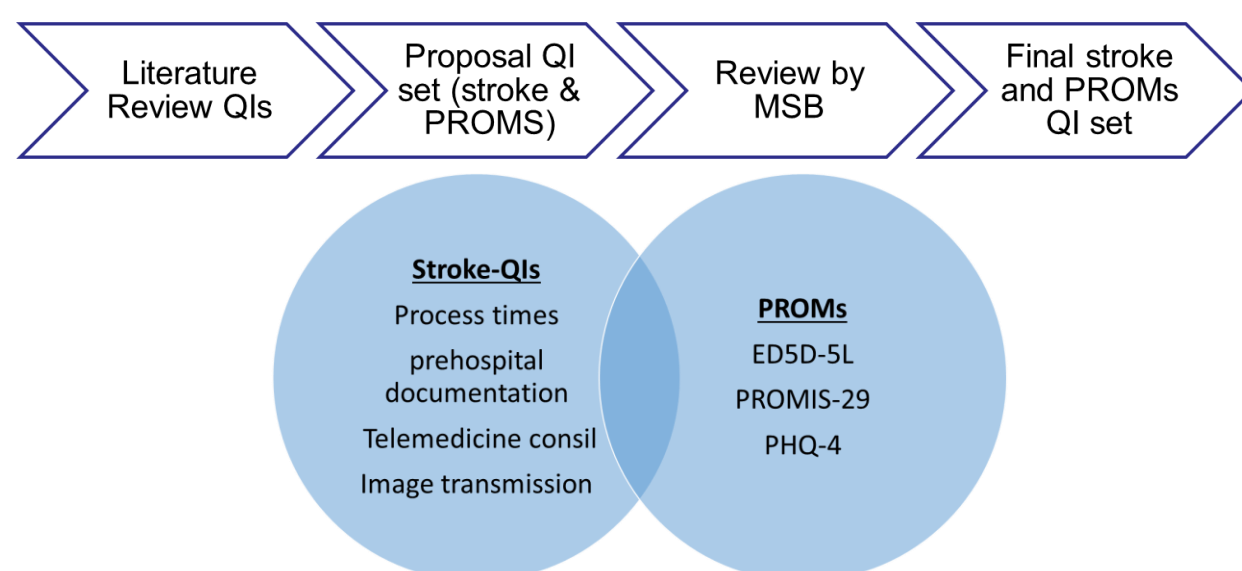 Literature
Review QIs
Proposal QI
set (stroke &
PROMS)
Review by
MSB
Final stroke
and PROMs
QI set
Stroke-QIs
Process times
prehospital
documentation
Telemedicine consil
Image transmission
PROMs
ED5D-5L
PROMIS-29
PHQ-4